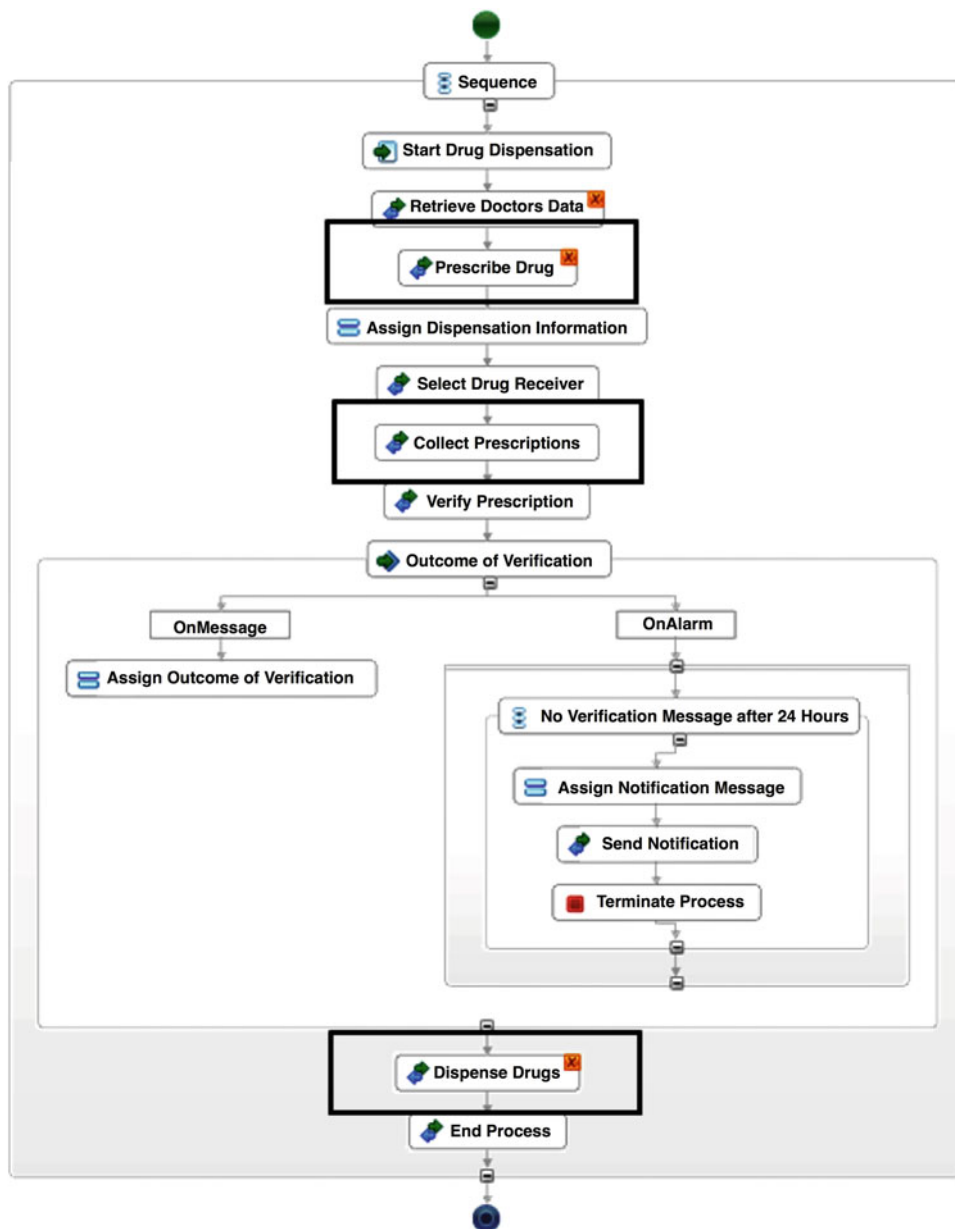 Sequence
Start Drug Dispensation
Retrieve Doctors Data
Prescribe Drug
Assign Dispensation Information
Select Drug Receiver
Collect Prescriptions
Verify Prescription
Outcome of Verification
OnMessage
Assign Outcome of Verification
OnAlarm
No Verification Message after 24 Hours
Assign Notification Message
Send Notification
Terminate Process
Dispense Drugs
End Process